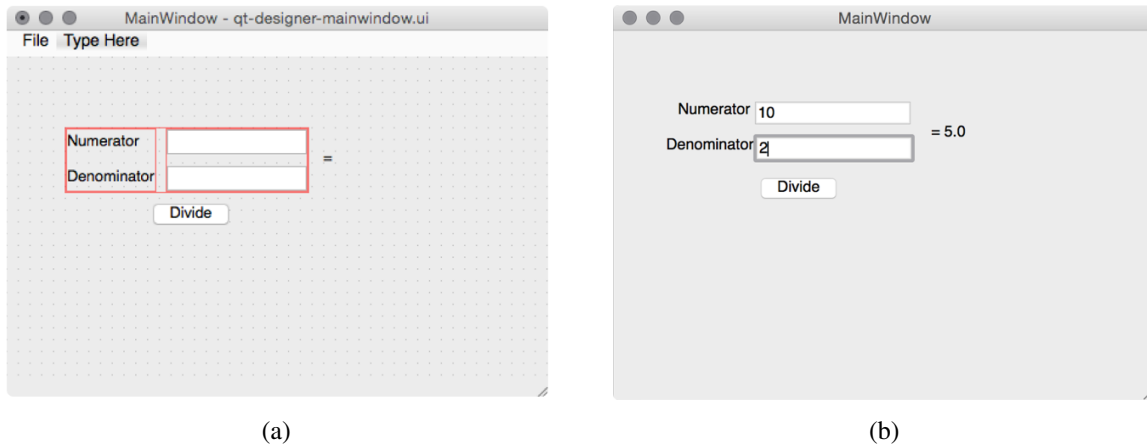 MainWindow - qt-designer-mainwindow.ui
File Type Here
Numerator
Denominator
=
Divide
(a)
MainWindow
Numerator 10
Denominator 2
= 5.0
Divide
(b)